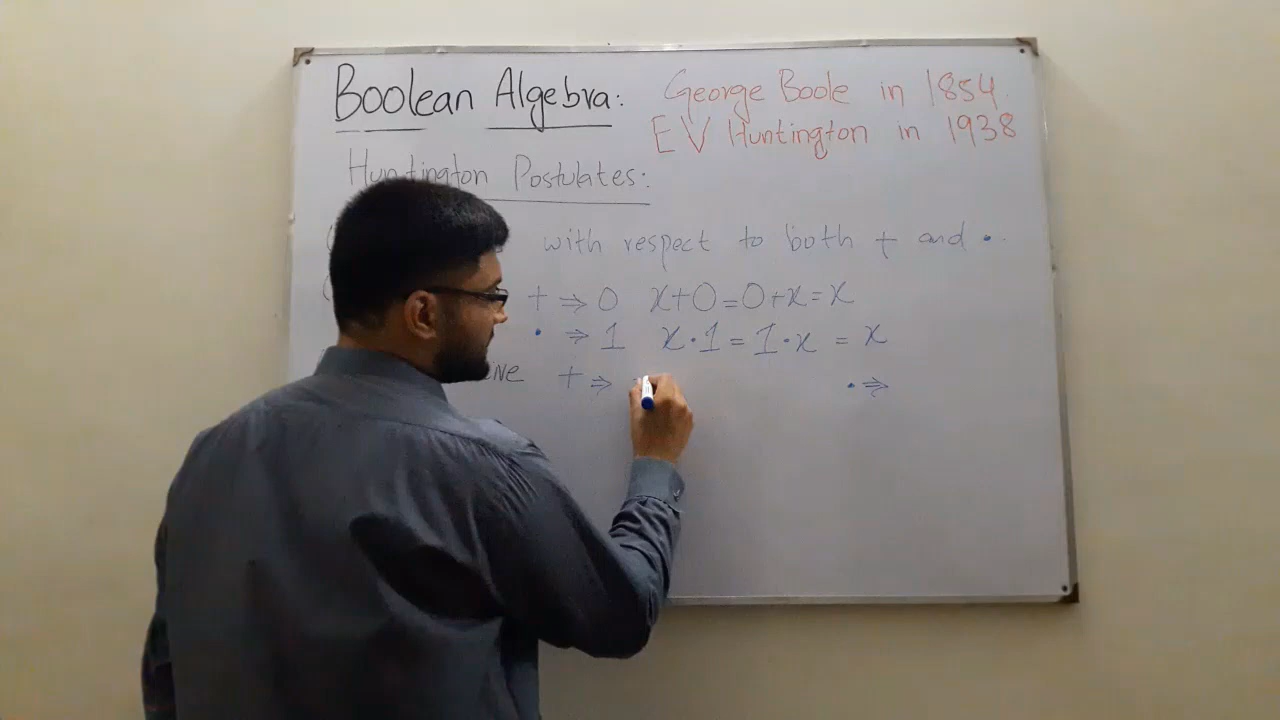 Boolean Algebra: George Boole in 1854.
EV Huntington in 1938
Huntington Postulates:
with respect to both + and •.
+ ⇒ 0 x+0=0+x=x
• ⇒ 1 x•1=1•x = x
+ ⇒ • ⇒